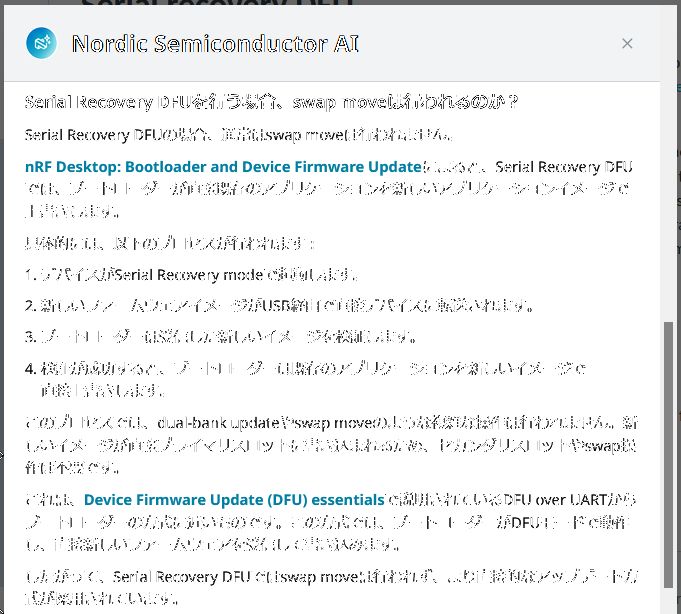 Serial recovery DFU
Nordic Semiconductor AI
Serial Recovery DFUを行う場合、swap moveは行われるのか？
Serial Recovery DFUの場合、通常はswap moveは行われません。
nRF Desktop: Bootloader and Device Firmware Updateによると、Serial Recovery DFU
では、ブートローダーが直接既存のアプリケーションを新しいアプリケーションイメージで
上書きします。
具体的には、以下のプロセスが行われます:
1. デバイスがSerial Recovery modeで起動します。
2. 新しいファームウェアイメージがUSB経由で直接デバイスに転送されます。
3. ブートローダーは受信した新しいイメージを検証します。
4. 検証が成功すると、ブートローダーは既存のアプリケーションを新しいイメージで
直接上書きします。
このプロセスでは、dual-bank updateやswap moveのような複雑な操作は行われません。新
しいイメージが直接プライマリスロットに書き込まれるため、セカンダリスロットやswap操
作は不要です。
これは、Device Firmware Update (DFU) essentialsで説明されているDFU over UARTから
ブートローダーの方式に近いものです。この方式では、ブートローダーがDFUモードで動作
し、直接新しいファームウェアを受信して書き込みます。
したがって、Serial Recovery DFU ではswap moveは行われず、より直接的なアップデート方
式が採用されています。